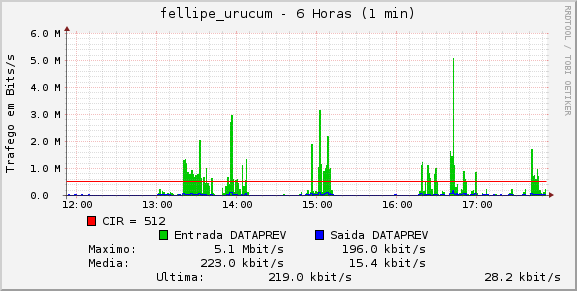 fellipe_urucum - 6 Horas (1 min)
RRDTOOL / TOBI OETIKER
Trafego em Bits/s
6.0 M
5.0 M
4.0 M
3.0 M
2.0 M
1.0 M
0.0
12:00 13:00 14:00 15:00 16:00 17:00
CIR = 512
Entrada DATAPREV Saida DATAPREV
Maximo: 5.1 Mbit/s 196.0 kbit/s
Media: 223.0 kbit/s 15.4 kbit/s
Ultima: 219.0 kbit/s 28.2 kbit/s